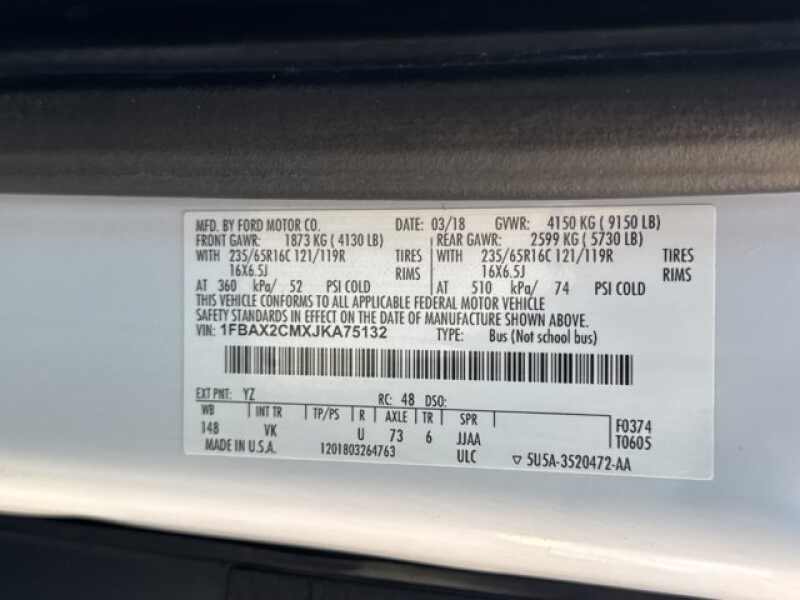 MFD. BY FORD MOTOR CO. DATE: 03/18 GVWR: 4150 KG ( 9150 LB)
FRONT GAWR: 1873 KG ( 4130 LB) REAR GAWR: 2599 KG ( 5730 LB)
WITH 235/65R16C 121/119R TIRES WITH 235/65R16C 121/119R TIRES
16X6.5J RIMS 16X6.5J RIMS
AT 360 kPa/ 52 PSI COLD AT 510 kPa/ 74 PSI COLD
THIS VEHICLE CONFORMS TO ALL APPLICABLE FEDERAL MOTOR VEHICLE
SAFETY STANDARDS IN EFFECT ON THE DATE OF MANUFACTURE SHOWN ABOVE.
VIN: 1FBAX2CMXJKA75132 TYPE: Bus (Not school bus)
EXT PNT: YZ RC: 48 DSO:
WB INT TR TP/PS R AXLE TR SPR F0374
148 VK U 73 6 JJAA T0605
MADE IN U.S.A. 1201803264763 ULC ▽ 5U5A-3520472-AA